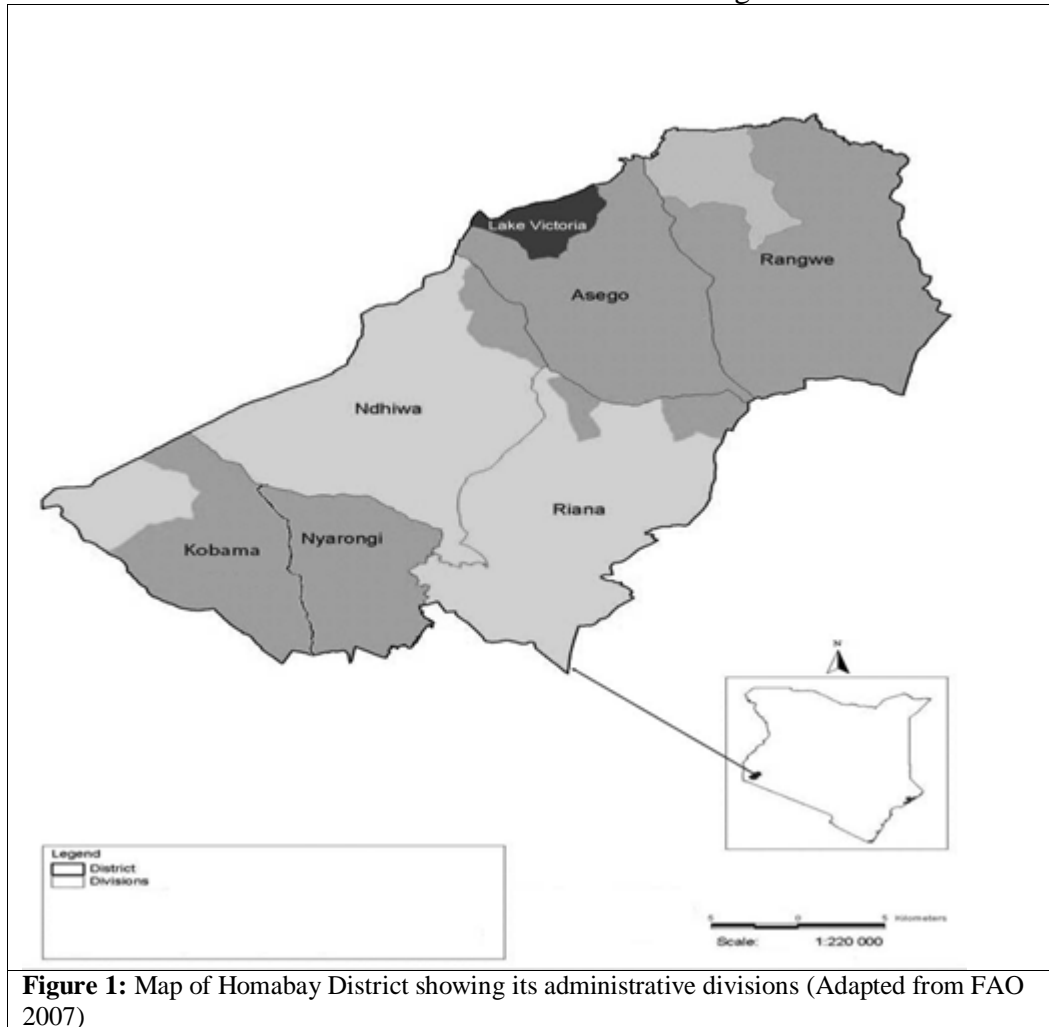 Lake Victoria
Rangwe
Asego
Ndhiwa
Riana
Kobama
Nyarongi
N
Legend
District
Divisions
5 0 5 Kilometers
Scale: 1:220 000
Figure 1: Map of Homabay District showing its administrative divisions (Adapted from FAO
2007)